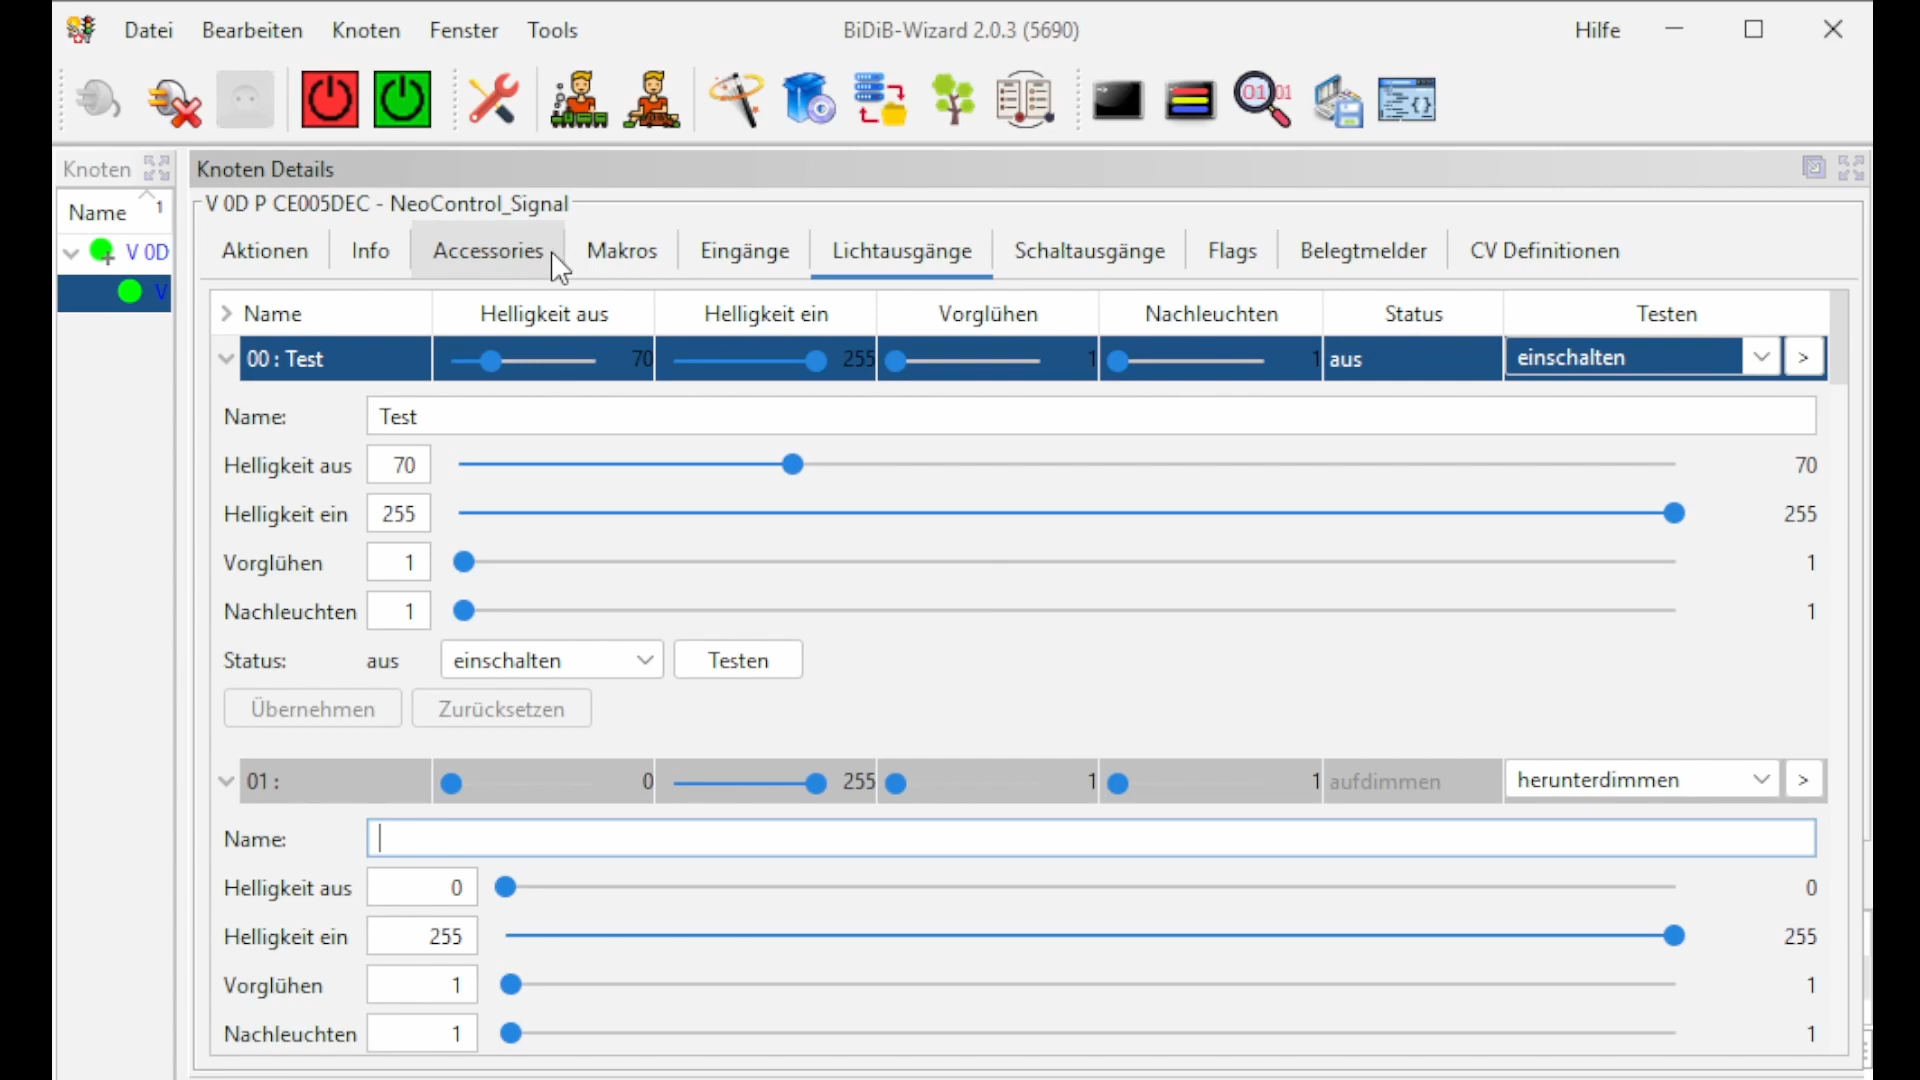 Datei Bearbeiten Knoten Fenster Tools BiDiB-Wizard 2.0.3 (5690) Hilfe
0101
Knoten Knoten Details
Name 1
V 0D P CE005DEC - NeoControl_Signal
V 0D
V
Aktionen Info Accessories Makros Eingänge Lichtausgänge Schaltausgänge Flags Belegtmelder CV Definitionen
Name Helligkeit aus Helligkeit ein Vorglühen Nachleuchten Status Testen
00 : Test 70 255 1 1 aus einschalten >
Name: Test
Helligkeit aus 70 70
Helligkeit ein 255 255
Vorglühen 1 1
Nachleuchten 1 1
Status: aus einschalten Testen
Übernehmen Zurücksetzen
01 : 0 255 1 1 aufdimmen herunterdimmen >
Name:
Helligkeit aus 0 0
Helligkeit ein 255 255
Vorglühen 1 1
Nachleuchten 1 1